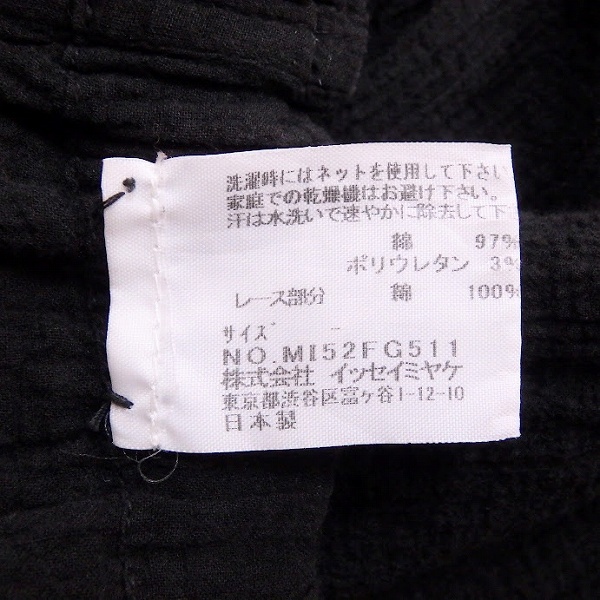 洗濯時にはネットを使用して下さい
家庭での乾燥機はお避け下さい。
汗は水洗いで速やかに除去して下
綿 97%
ポリウレタン 3%
レース部分 綿 100%
サイズ -
NO.MI52FG511
株式会社 イッセイミヤケ
東京都渋谷区富ヶ谷1-12-10
日本製